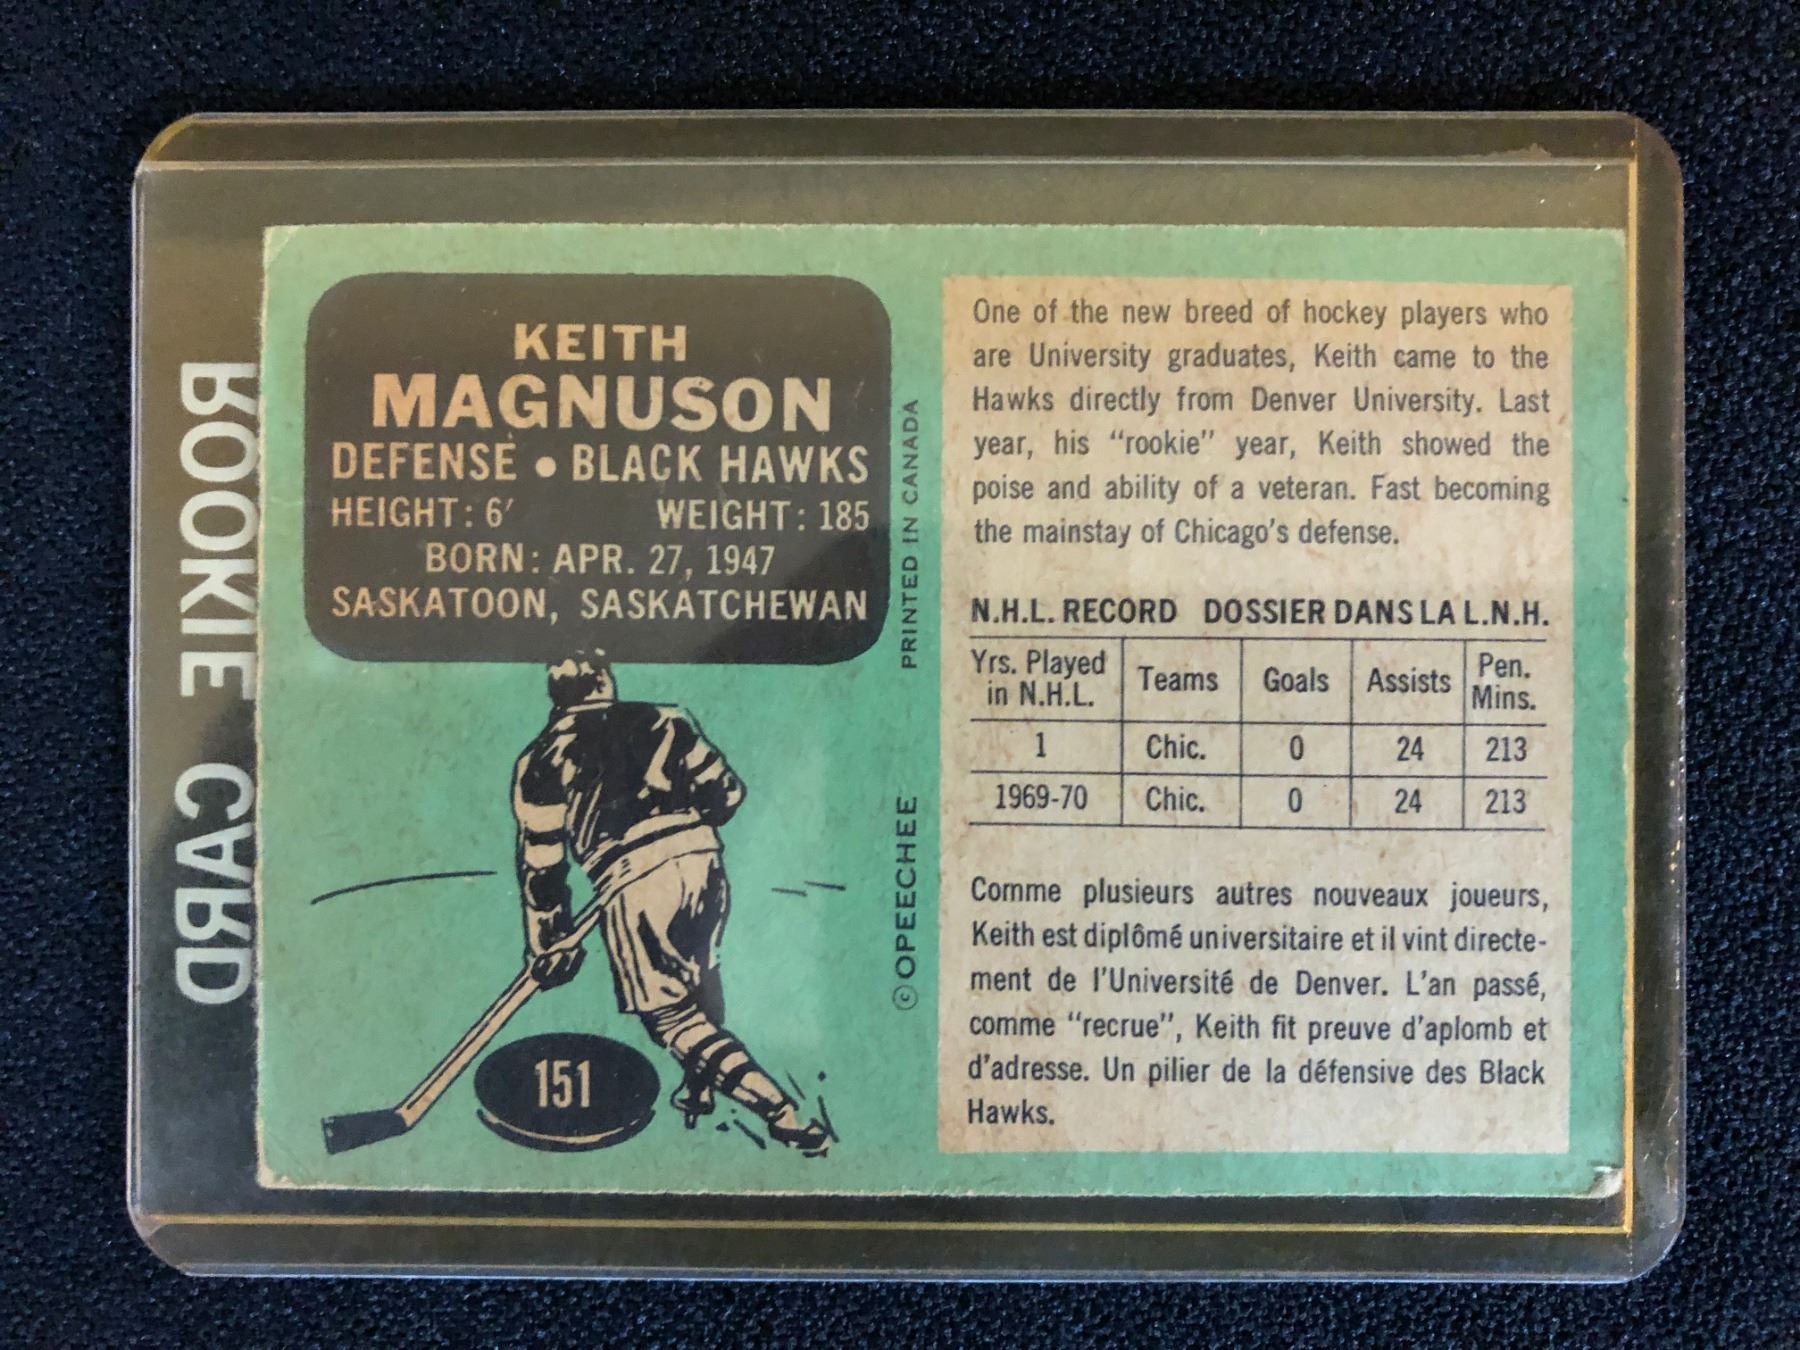 ROOKIE CARD
KEITH
MAGNUSON
DEFENSE • BLACK HAWKS
HEIGHT: 6′ WEIGHT: 185
BORN: APR. 27, 1947
SASKATOON, SASKATCHEWAN
151
© OPEECHEE PRINTED IN CANADA
One of the new breed of hockey players who
are University graduates, Keith came to the
Hawks directly from Denver University. Last
year, his "rookie" year, Keith showed the
poise and ability of a veteran. Fast becoming
the mainstay of Chicago's defense.
N.H.L. RECORD DOSSIER DANS LA L.N.H.
Yrs. Played in N.H.L. Teams Goals Assists Pen. Mins.
1 Chic. 0 24 213
1969-70 Chic. 0 24 213
Comme plusieurs autres nouveaux joueurs,
Keith est diplômé universitaire et il vint directe-
ment de l'Université de Denver. L'an passé,
comme "recrue", Keith fit preuve d'aplomb et
d'adresse. Un pilier de la défensive des Black
Hawks.